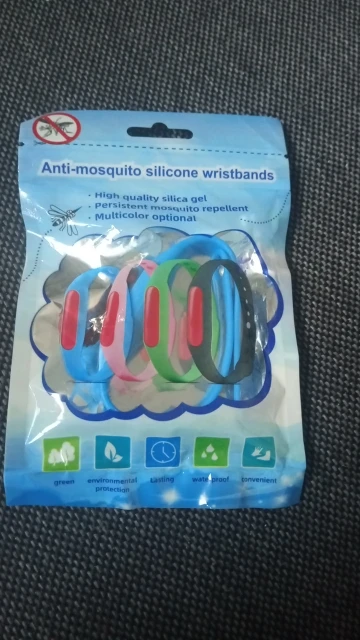 Anti-mosquito silicone wristbands
• High quality silica gel
• Persistent mosquito repellent
• Multicolor optional
green
environmental
protection
Lasting
waterproof
convenient